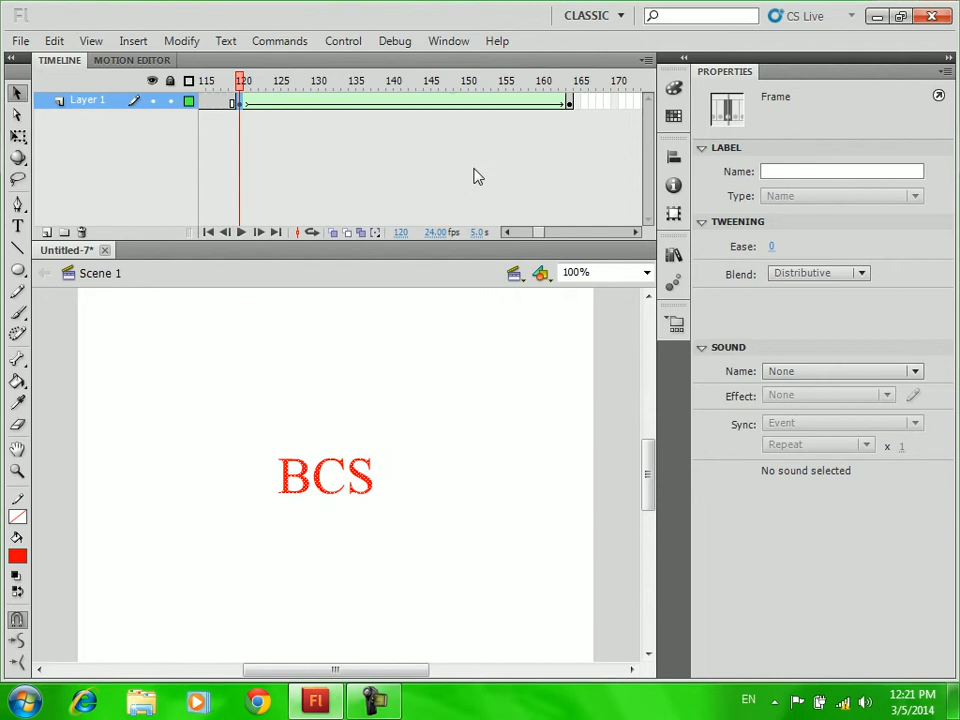 Fl CLASSIC CS Live
File Edit View Insert Modify Text Commands Control Debug Window Help
TIMELINE MOTION EDITOR
115 120 125 130 135 140 145 150 155 160 165 170
Layer 1
120 24.00fps 5.0s
Untitled-7*
Scene 1 100%
BCS
PROPERTIES
Frame
LABEL
Name:
Type: Name
TWEENING
Ease: 0
Blend: Distributive
SOUND
Name: None
Effect: None
Sync: Event
Repeat x 1
No sound selected
Fl EN 12:21 PM
3/5/2014